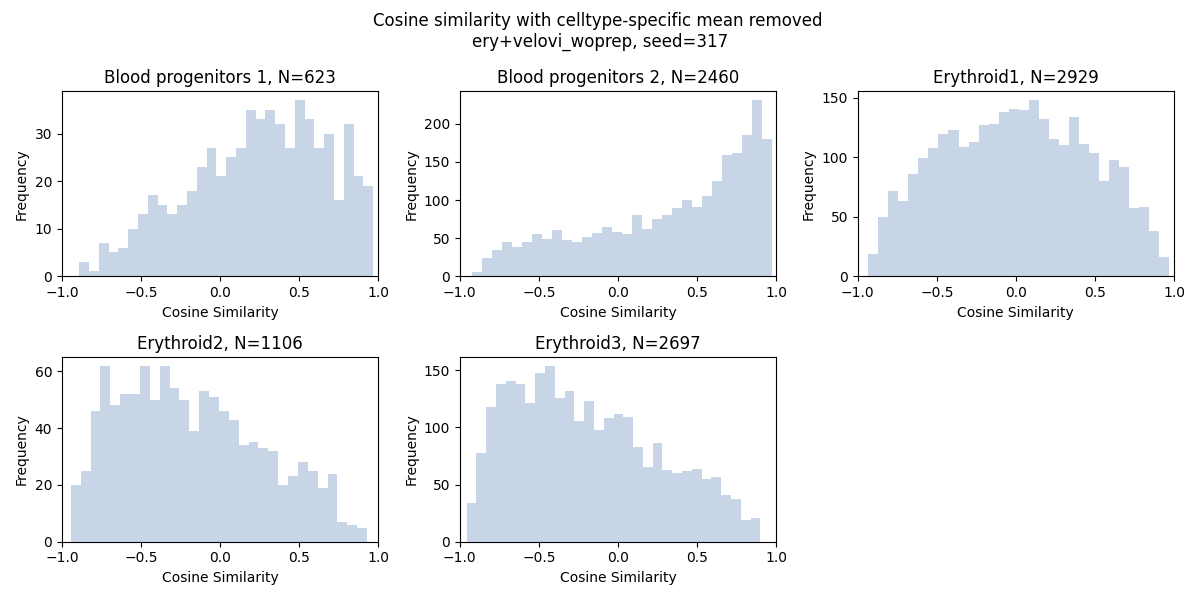 Cosine similarity with celltype-specific mean removed
ery+velovi_woprep, seed=317
Blood progenitors 1, N=623
Frequency
30
20
10
0
−1.0 −0.5 0.0 0.5 1.0
Cosine Similarity
Blood progenitors 2, N=2460
Frequency
200
150
100
50
0
−1.0 −0.5 0.0 0.5 1.0
Cosine Similarity
Erythroid1, N=2929
Frequency
150
100
50
0
−1.0 −0.5 0.0 0.5 1.0
Cosine Similarity
Erythroid2, N=1106
Frequency
60
40
20
0
−1.0 −0.5 0.0 0.5 1.0
Cosine Similarity
Erythroid3, N=2697
Frequency
150
100
50
0
−1.0 −0.5 0.0 0.5 1.0
Cosine Similarity